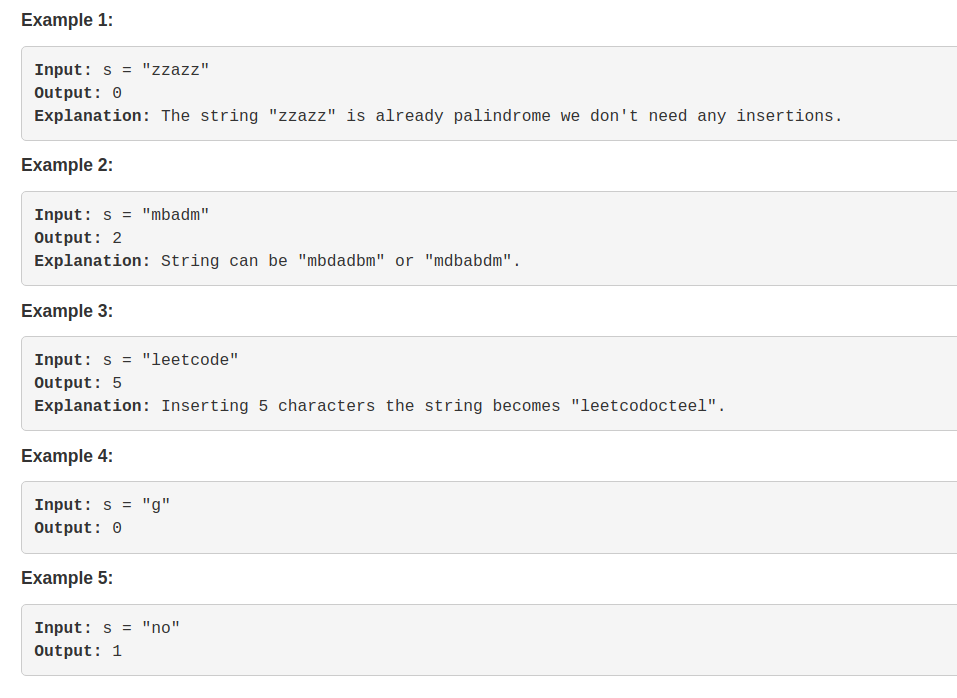 Example 1:
Input: s = "zzazz"
Output: 0
Explanation: The string "zzazz" is already palindrome we don't need any insertions.
Example 2:
Input: s = "mbadm"
Output: 2
Explanation: String can be "mbdadbm" or "mdbabdm".
Example 3:
Input: s = "leetcode"
Output: 5
Explanation: Inserting 5 characters the string becomes "leetcodocteel".
Example 4:
Input: s = "g"
Output: 0
Example 5:
Input: s = "no"
Output: 1